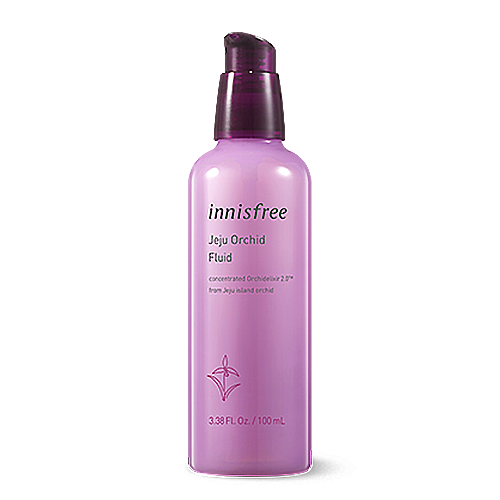 innisfree
Jeju Orchid
Fluid
concentrated Orchidelixir 2.0™
from Jeju island orchid.
3.38 FL. Oz. / 100 mL